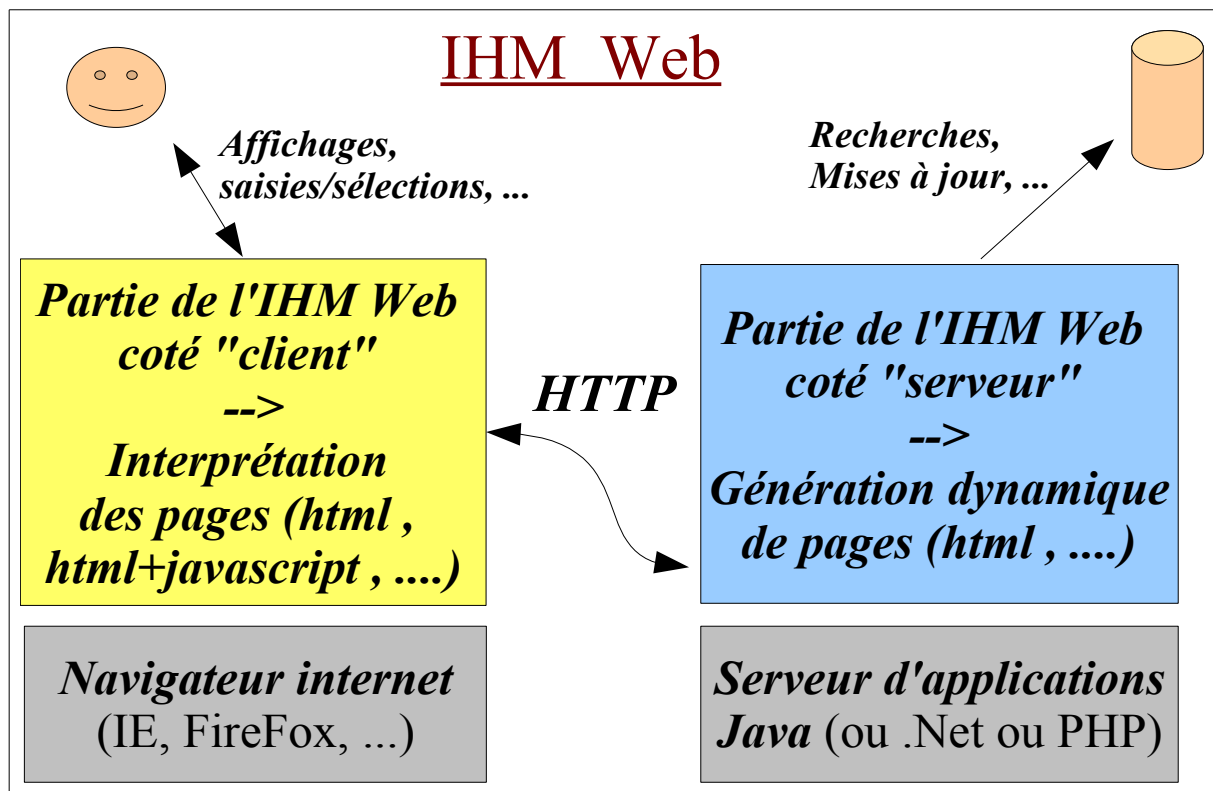 IHM Web
Affichages,
saisies/sélections, ...
Recherches,
Mises à jour, ...
Partie de l'IHM Web
coté "client"
-->
Interprétation
des pages (html ,
html+javascript , ....)
HTTP
Partie de l'IHM Web
coté "serveur"
-->
Génération dynamique
de pages (html , ....)
Navigateur internet
(IE, FireFox, ...)
Serveur d'applications
Java (ou .Net ou PHP)